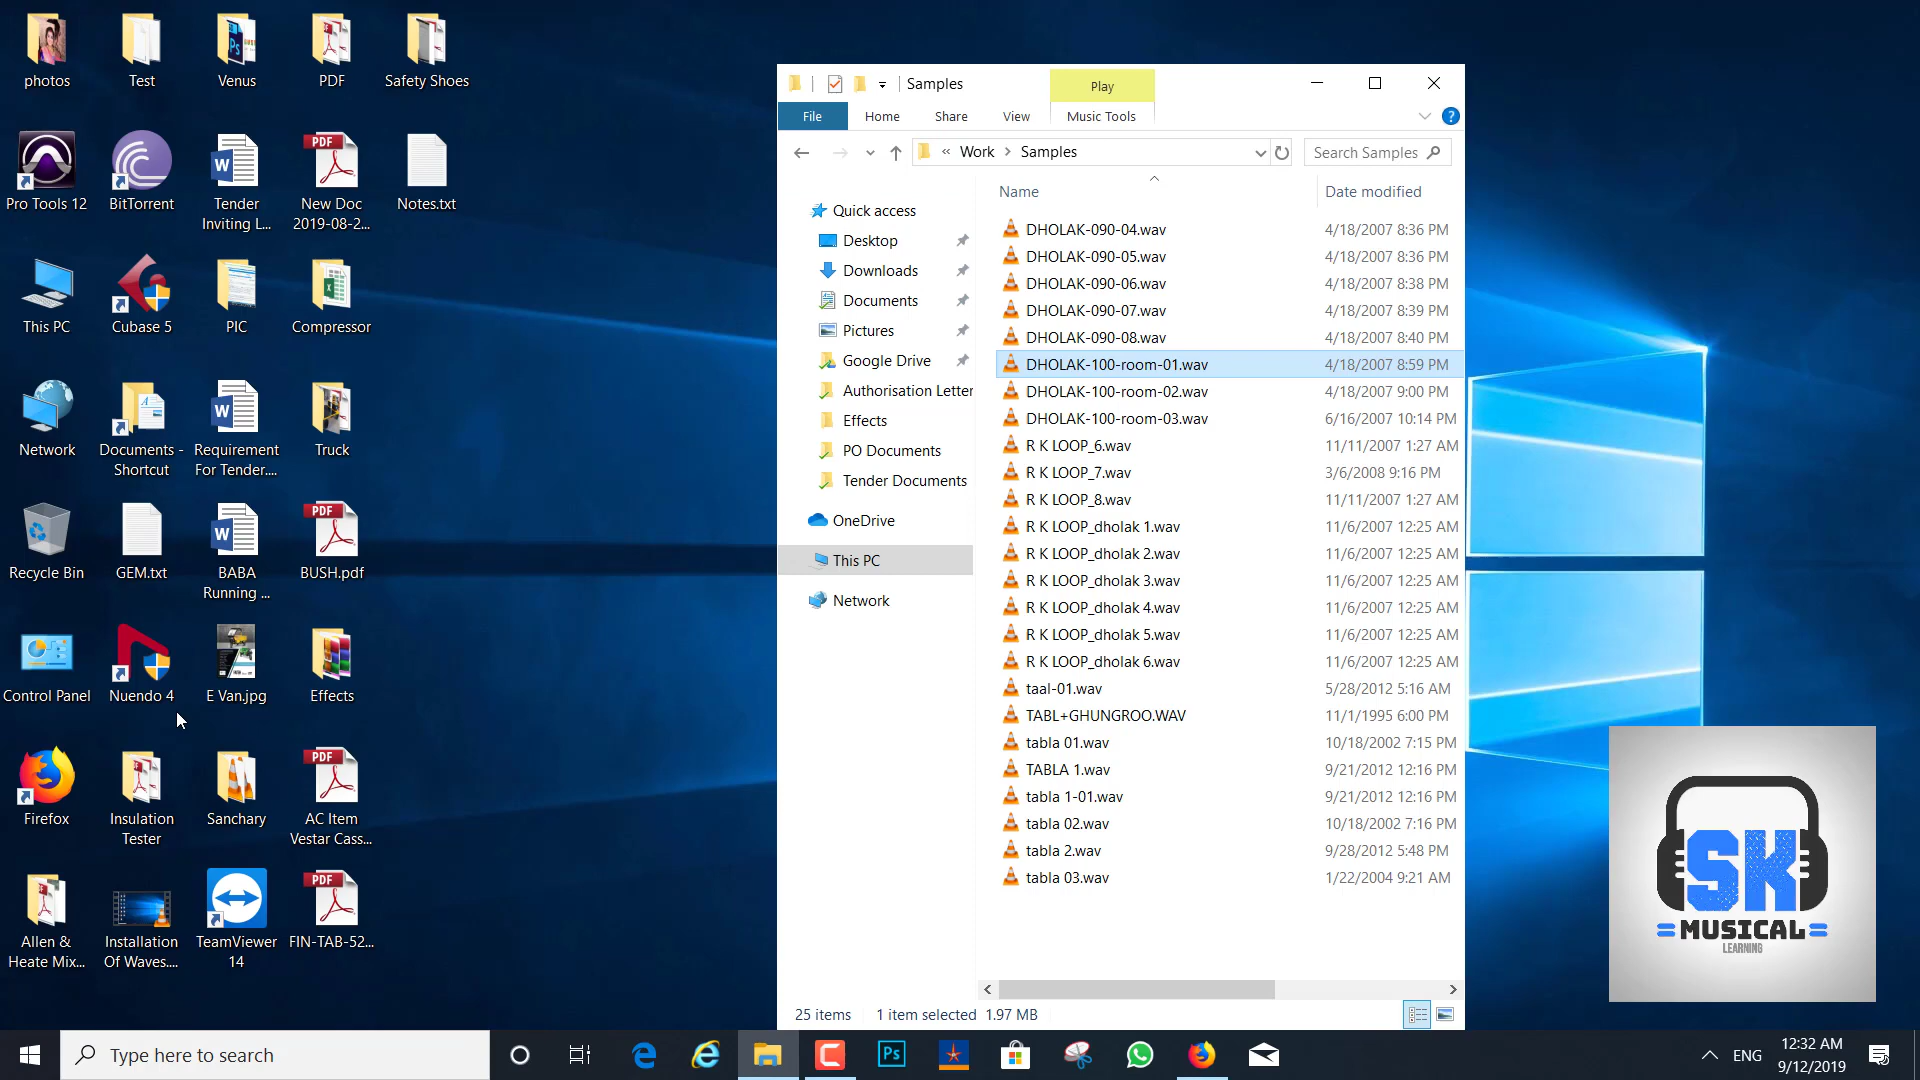 photos
Test
Venus
PDF
Safety Shoes
Pro Tools 12
BitTorrent
Tender
Inviting L...
New Doc
2019-08-2...
Notes.txt
This PC
Cubase 5
PIC
Compressor
Network
Documents -
Shortcut
Requirement
For Tender....
Truck
Recycle Bin
GEM.txt
BABA
Running ...
BUSH.pdf
Control Panel
Nuendo 4
E Van.jpg
Effects
Firefox
Insulation
Tester
Sanchary
AC Item
Vestar Cass...
Allen &
Heate Mix...
Installation
Of Waves....
TeamViewer
14
FIN-TAB-52...
Samples
Play
File
Home
Share
View
Music Tools
« Work > Samples
Search Samples
Quick access
Desktop
Downloads
Documents
Pictures
Google Drive
Authorisation Letter
Effects
PO Documents
Tender Documents
OneDrive
This PC
Network
Name Date modified
DHOLAK-090-04.wav 4/18/2007 8:36 PM
DHOLAK-090-05.wav 4/18/2007 8:36 PM
DHOLAK-090-06.wav 4/18/2007 8:38 PM
DHOLAK-090-07.wav 4/18/2007 8:39 PM
DHOLAK-090-08.wav 4/18/2007 8:40 PM
DHOLAK-100-room-01.wav 4/18/2007 8:59 PM
DHOLAK-100-room-02.wav 4/18/2007 9:00 PM
DHOLAK-100-room-03.wav 6/16/2007 10:14 PM
R K LOOP_6.wav 11/11/2007 1:27 AM
R K LOOP_7.wav 3/6/2008 9:16 PM
R K LOOP_8.wav 11/11/2007 1:27 AM
R K LOOP_dholak 1.wav 11/6/2007 12:25 AM
R K LOOP_dholak 2.wav 11/6/2007 12:25 AM
R K LOOP_dholak 3.wav 11/6/2007 12:25 AM
R K LOOP_dholak 4.wav 11/6/2007 12:25 AM
R K LOOP_dholak 5.wav 11/6/2007 12:25 AM
R K LOOP_dholak 6.wav 11/6/2007 12:25 AM
taal-01.wav 5/28/2012 5:16 AM
TABL+GHUNGROO.WAV 11/1/1995 6:00 PM
tabla 01.wav 10/18/2002 7:15 PM
TABLA 1.wav 9/21/2012 12:16 PM
tabla 1-01.wav 9/21/2012 12:16 PM
tabla 02.wav 10/18/2002 7:16 PM
tabla 2.wav 9/28/2012 5:48 PM
tabla 03.wav 1/22/2004 9:21 AM
25 items 1 item selected 1.97 MB
SK
MUSICAL
LEARNING
Type here to search
Ps
ENG
12:32 AM
9/12/2019